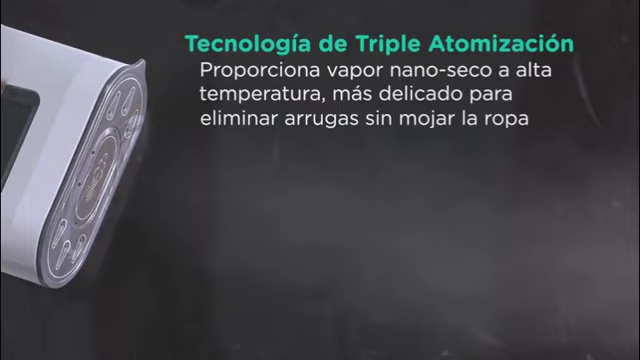 Tecnología de Triple Atomización
Proporciona vapor nano-seco a alta
temperatura, más delicado para
eliminar arrugas sin mojar la ropa